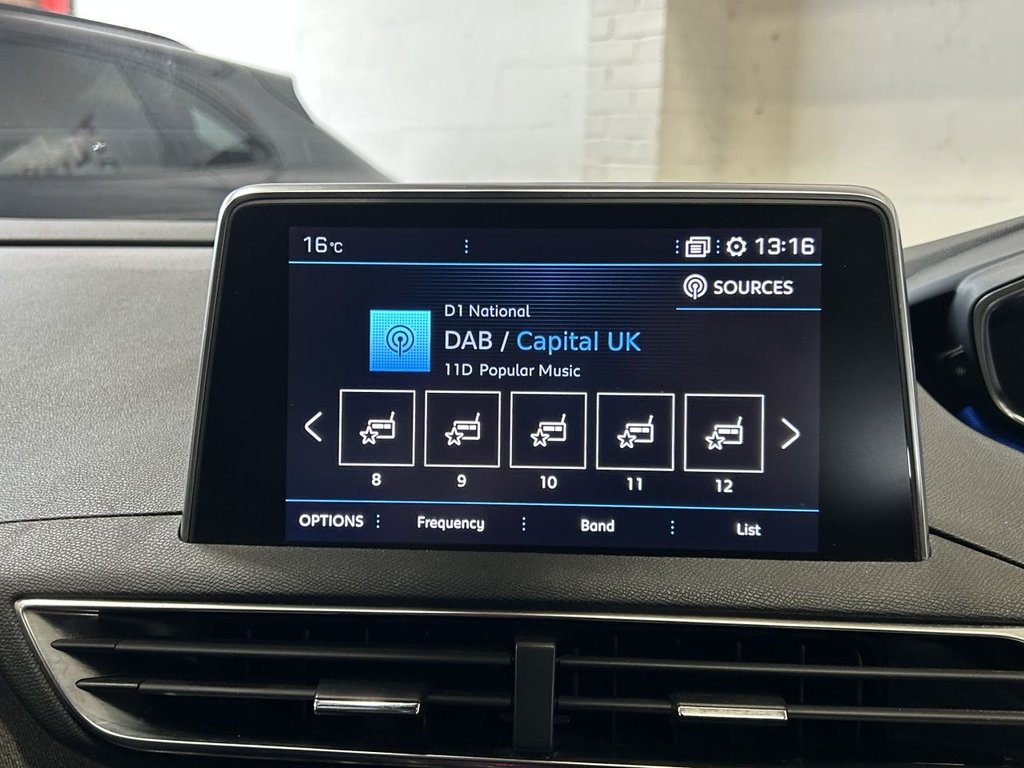 16°C 13:16
SOURCES
D1 National
DAB / Capital UK
11D Popular Music
8 9 10 11 12
OPTIONS Frequency Band List